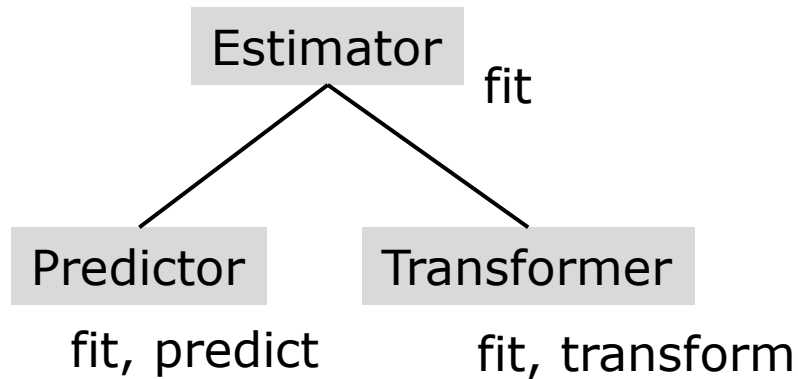 Estimator
fit
Predictor
Transformer
fit, predict
fit, transform